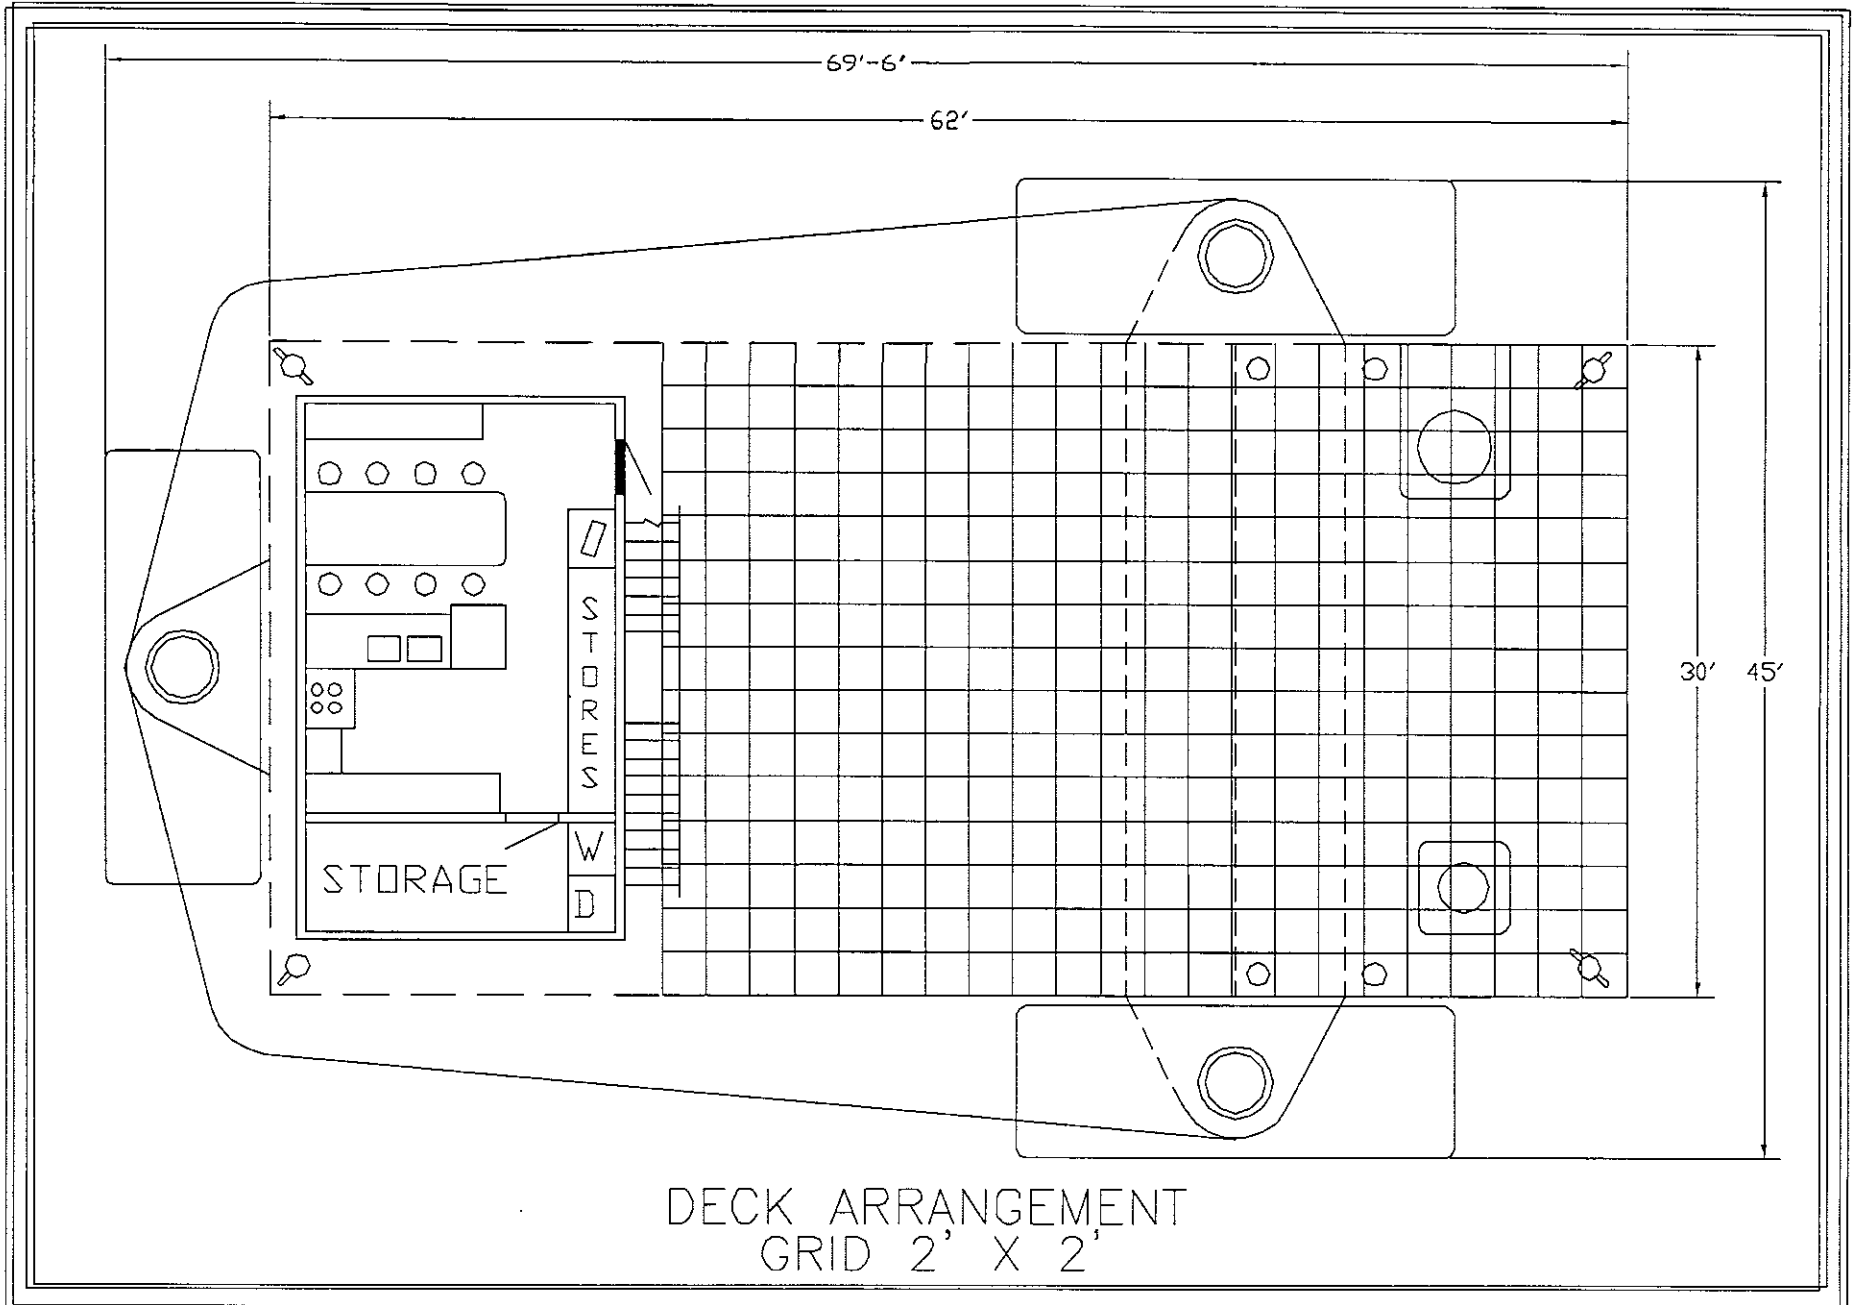 69'-6'
62'
30'
45'
STORES
STORAGE
W
D
DECK ARRANGEMENT
GRID 2' X 2'